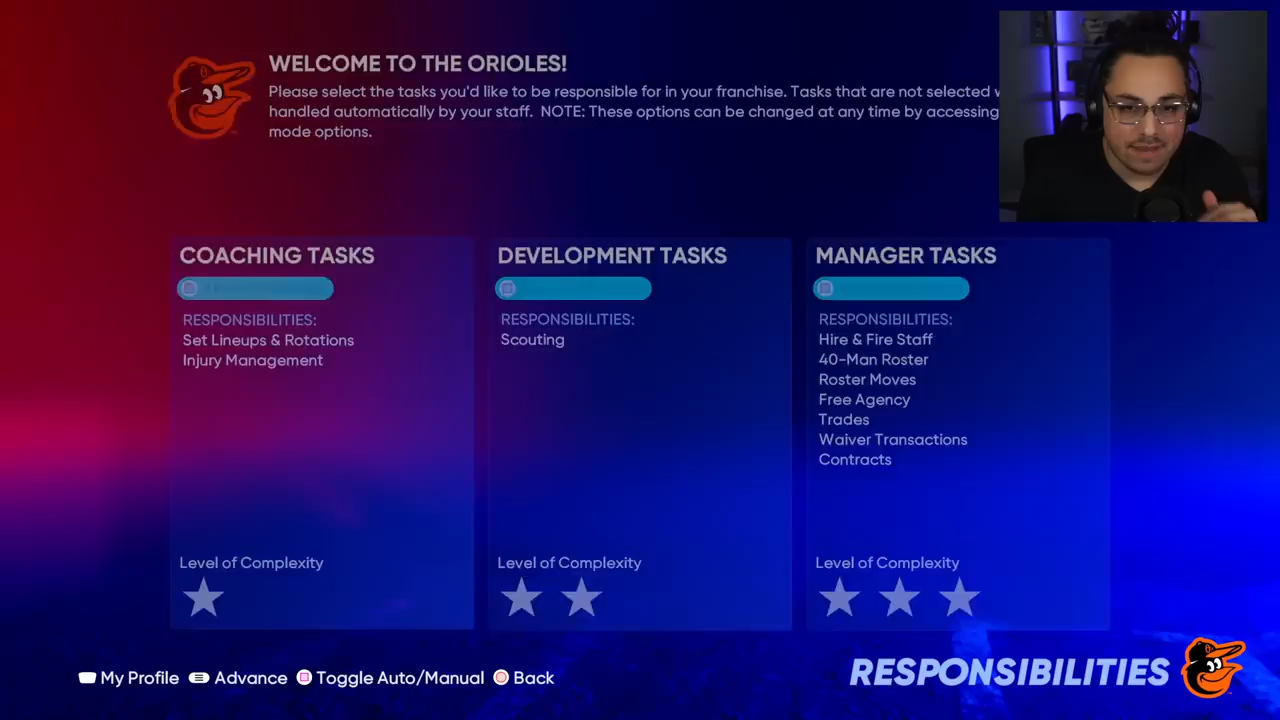 WELCOME TO THE ORIOLES!
Please select the tasks you'd like to be responsible for in your franchise. Tasks that are not selected
handled automatically by your staff. NOTE: These options can be changed at any time by accessing
mode options.
COACHING TASKS
RESPONSIBILITIES:
Set Lineups & Rotations
Injury Management
Level of Complexity
DEVELOPMENT TASKS
RESPONSIBILITIES:
Scouting
Level of Complexity
MANAGER TASKS
RESPONSIBILITIES:
Hire & Fire Staff
40-Man Roster
Roster Moves
Free Agency
Trades
Waiver Transactions
Contracts
Level of Complexity
My Profile Advance Toggle Auto/Manual Back
RESPONSIBILITIES